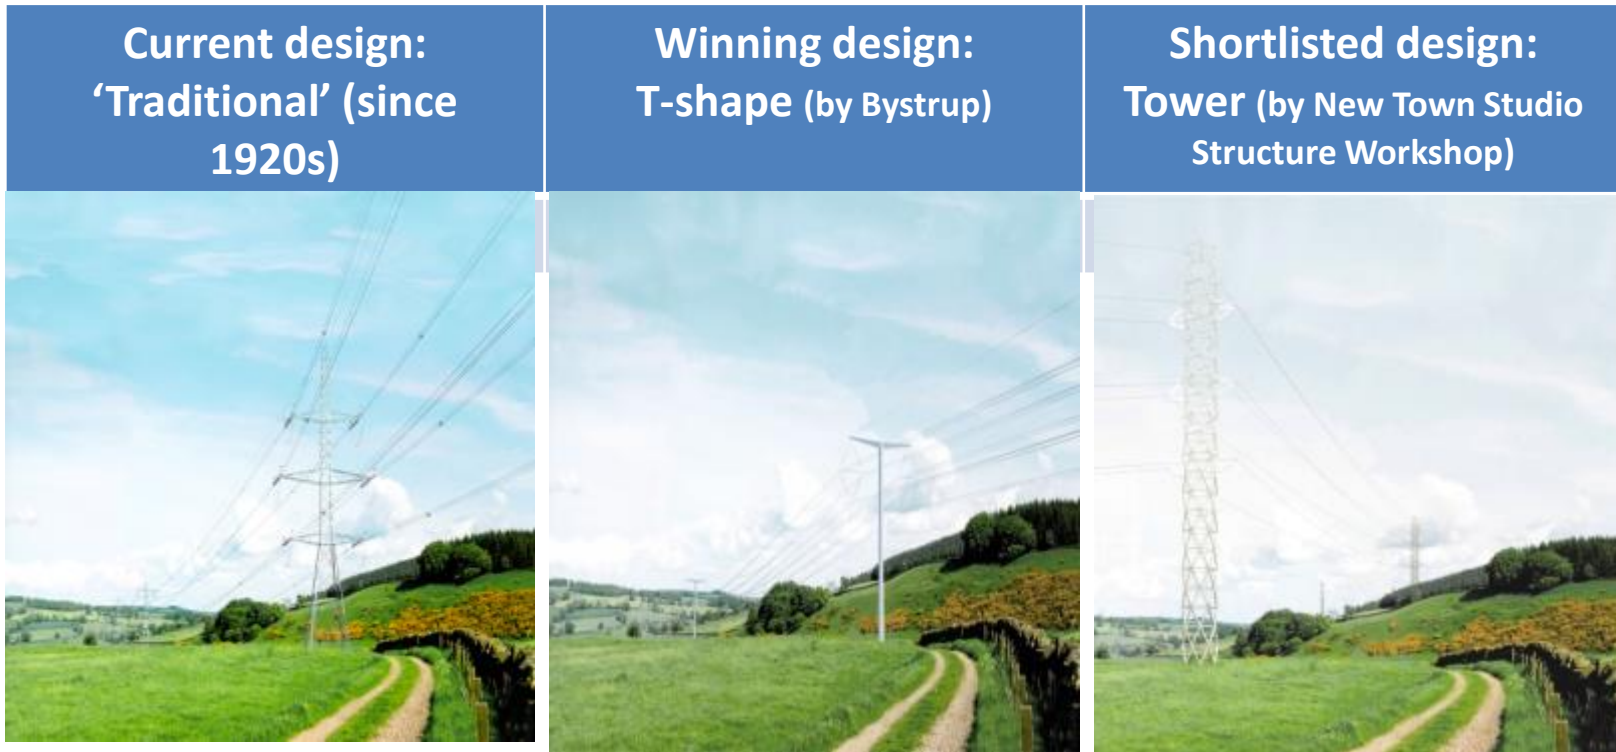 Current design:
‘Traditional’ (since
1920s)
Winning design:
T-shape (by Bystrup)
Shortlisted design:
Tower (by New Town Studio
Structure Workshop)